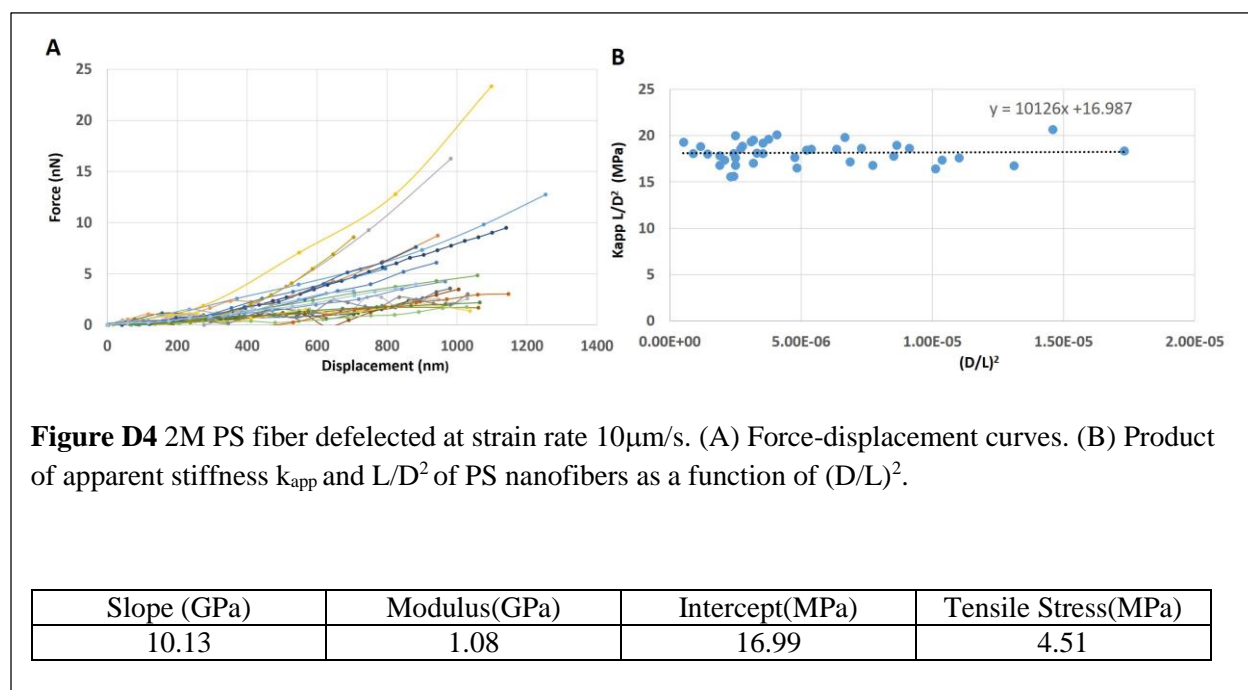 A
25
20
15
10
5
0
Force (nN)
0 200 400 600 800 1000 1200 1400
Displacement (nm)
B
25
20
15
10
5
0
Kapp L/D² (MPa)
y = 10126x +16.987
0.00E+00 5.00E-06 1.00E-05 1.50E-05 2.00E-05
(D/L)²
Figure D4 2M PS fiber defelected at strain rate 10μm/s. (A) Force-displacement curves. (B) Product
of apparent stiffness kapp and L/D² of PS nanofibers as a function of (D/L)².
Slope (GPa) Modulus(GPa) Intercept(MPa) Tensile Stress(MPa)
10.13 1.08 16.99 4.51